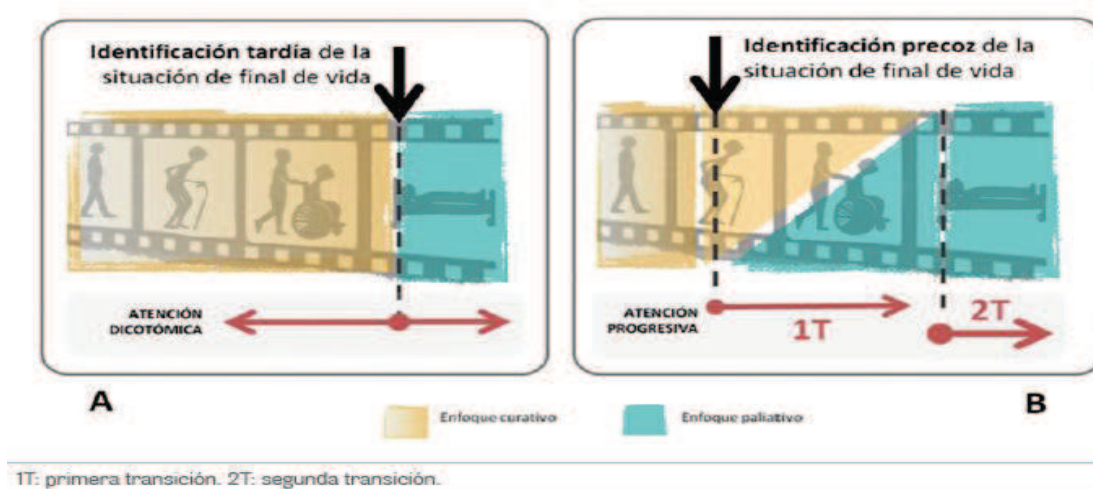 Identificación tardía de la
situación de final de vida
ATENCIÓN
DICOTÓMICA
A
Identificación precoz de la
situación de final de vida
ATENCIÓN
PROGRESIVA
1T
2T
B
Enfoque curativo
Enfoque paliativo
1T: primera transición. 2T: segunda transición.